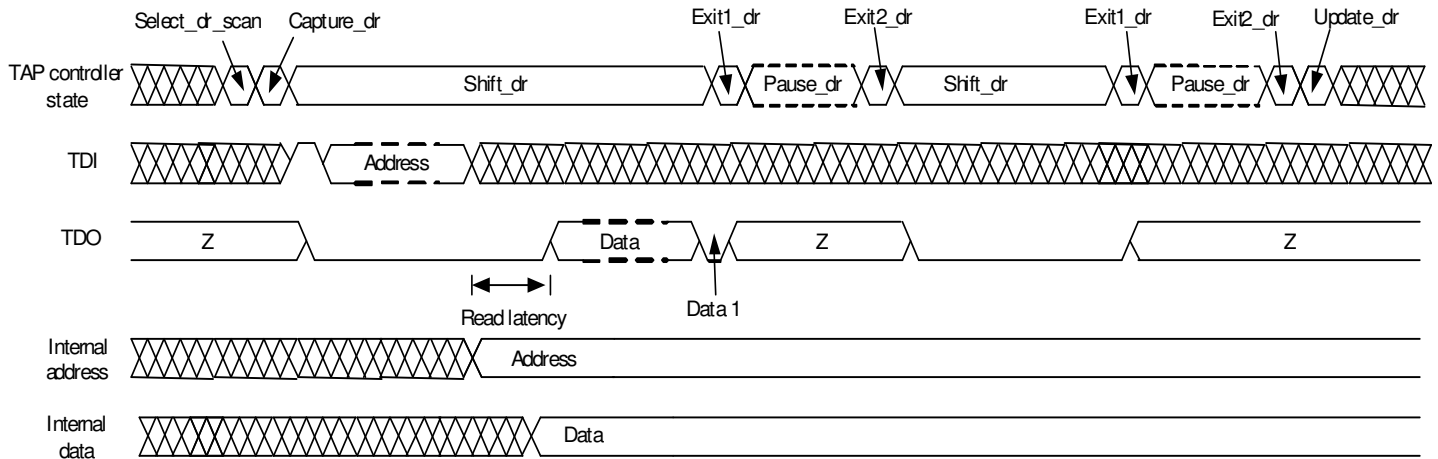 Select_dr_scan Capture_dr Exit1_dr Exit2_dr Exit1_dr Exit2_dr Update_dr
TAP controller
state
Shift_dr Pause_dr Shift_dr Pause_dr
TDI
Address
TDO
Z Data Z Z
Data 1
Read latency
Internal
address
Address
Internal
data
Data